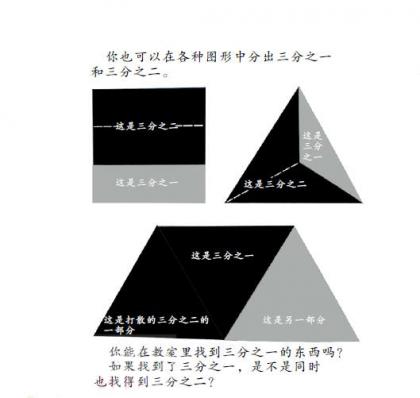 你也可以在各种图形中分出三分之一
和三分之二。
这是三分之二
这是三分之一
这是
三分
之一
这是三分之二
这是三分之一
这是打散的三分之二的
一部分
这是另一部分
你能在教室里找到三分之一的东西吗?
如果找到了三分之一，是不是同时
也找得到三分之二?